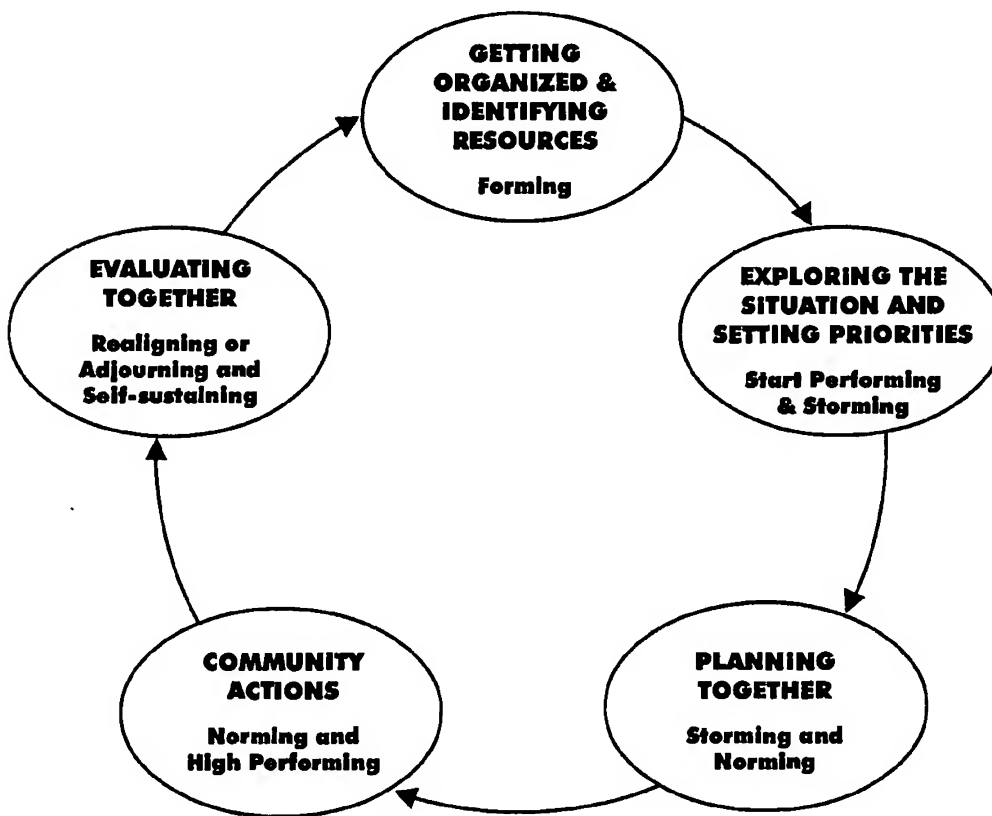 GETTING
ORGANIZED &
IDENTIFYING
RESOURCES
Forming
EXPLORING THE
SITUATION AND
SETTING PRIORITIES
Start Performing
& Storming
PLANNING
TOGETHER
Storming and
Norming
COMMUNITY
ACTIONS
Norming and
High Performing
EVALUATING
TOGETHER
Realigning or
Adjourning and
Self-sustaining